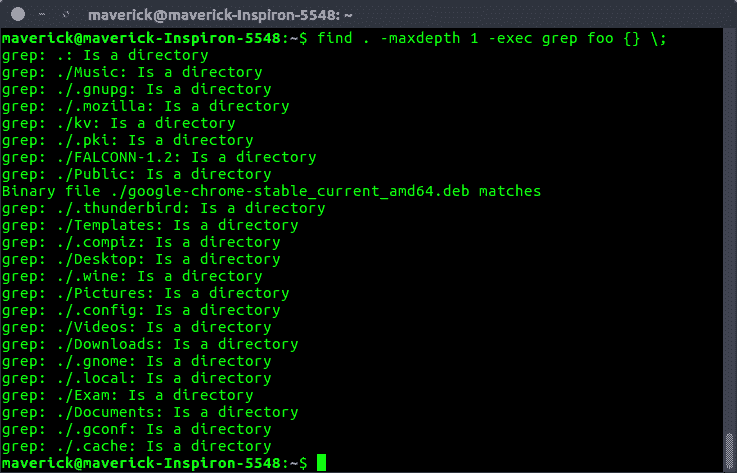 maverick@maverick-Inspiron-5548: ~
maverick@maverick-Inspiron-5548:~$ find . -maxdepth 1 -exec grep foo {} \;
grep: .: Is a directory
grep: ./Music: Is a directory
grep: ./.gnupg: Is a directory
grep: ./.mozilla: Is a directory
grep: ./kv: Is a directory
grep: ./.pki: Is a directory
grep: ./FALCONN-1.2: Is a directory
grep: ./Public: Is a directory
Binary file ./google-chrome-stable_current_amd64.deb matches
grep: ./.thunderbird: Is a directory
grep: ./Templates: Is a directory
grep: ./.compiz: Is a directory
grep: ./Desktop: Is a directory
grep: ./.wine: Is a directory
grep: ./Pictures: Is a directory
grep: ./.config: Is a directory
grep: ./Videos: Is a directory
grep: ./Downloads: Is a directory
grep: ./.gnome: Is a directory
grep: ./.local: Is a directory
grep: ./Exam: Is a directory
grep: ./Documents: Is a directory
grep: ./.gconf: Is a directory
grep: ./.cache: Is a directory
maverick@maverick-Inspiron-5548:~$